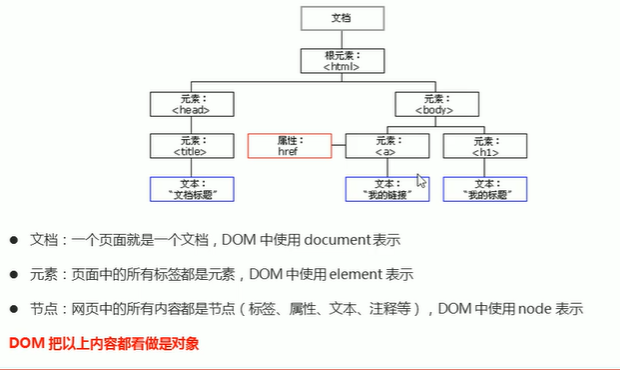 文档
根元素：
<html>
元素：
<head>
元素：
<body>
元素：
<title>
属性：
href
元素：
<a>
元素：
<h1>
文本：
“文档标题”
文本：
“我的链接”
文本：
“我的标题”
● 文档：一个页面就是一个文档，DOM 中使用 document 表示
● 元素：页面中的所有标签都是元素，DOM 中使用 element 表示
● 节点：网页中的所有内容都是节点（标签、属性、文本、注释等），DOM 中使用 node 表示
DOM 把以上内容都看做是对象